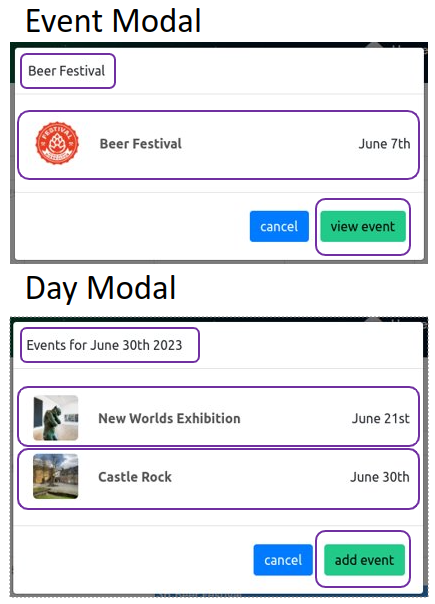 Event Modal
Beer Festival
FESTIVAL
Beer Festival June 7th
cancel view event
Day Modal
Events for June 30th 2023
New Worlds Exhibition June 21st
Castle Rock June 30th
cancel add event